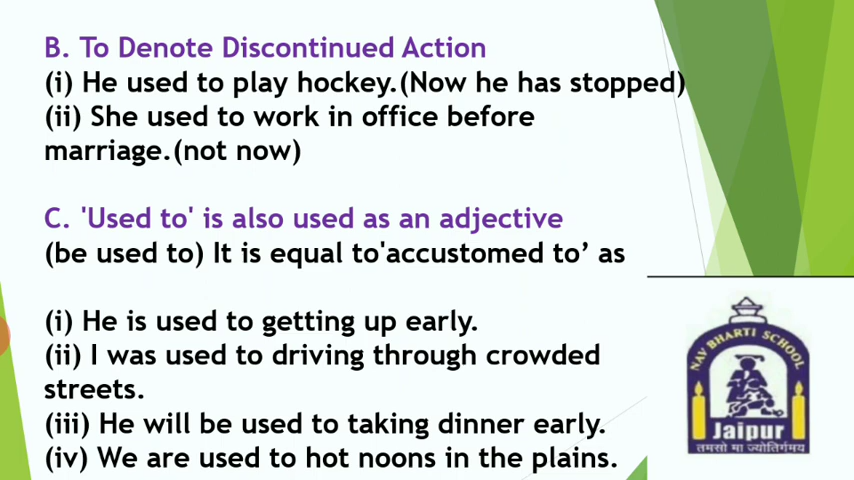 B. To Denote Discontinued Action
(i) He used to play hockey.(Now he has stopped)
(ii) She used to work in office before
marriage.(not now)
C. 'Used to' is also used as an adjective
(be used to) It is equal to'accustomed to’ as
(i) He is used to getting up early.
(ii) I was used to driving through crowded
streets.
(iii) He will be used to taking dinner early.
(iv) We are used to hot noons in the plains.
NAV BHARTI SCHOOL
Jaipur
तमसो मा ज्योतिर्गमय